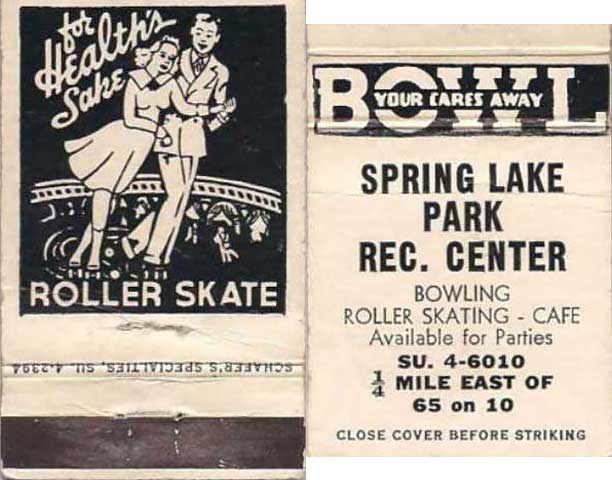 for
Health's
Sake
ROLLER SKATE
SCHAFER'S SPECIALTIES, SU. 4-2394
BOWL
YOUR CARES AWAY
SPRING LAKE
PARK
REC. CENTER
BOWLING
ROLLER SKATING - CAFE
Available for Parties
SU. 4-6010
1/4 MILE EAST OF
65 on 10
CLOSE COVER BEFORE STRIKING